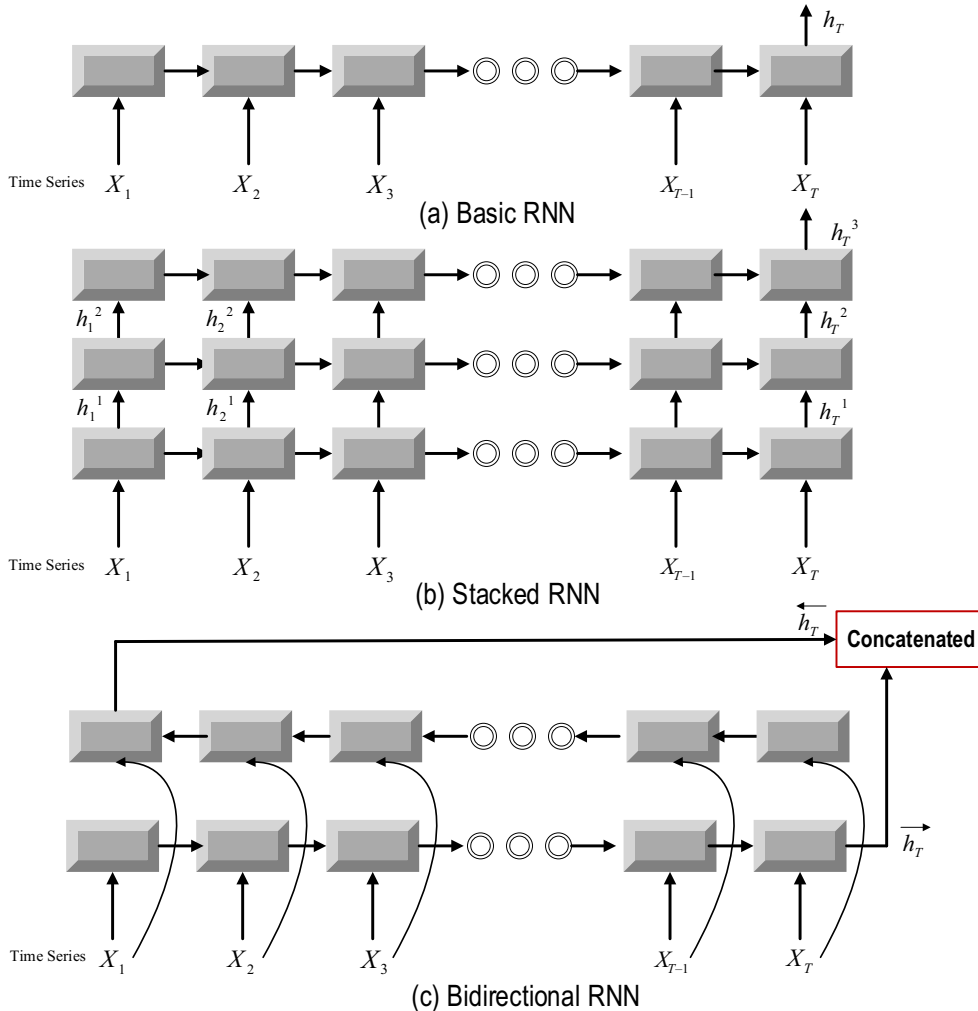 h_T
Time Series X_1 X_2 X_3 X_{T-1} X_T
(a) Basic RNN
h_T^3
h_1^2 h_2^2 h_T^2
h_1^1 h_2^1 h_T^1
Time Series X_1 X_2 X_3 X_{T-1} X_T
(b) Stacked RNN
\overleftarrow{h_T} Concatenated
\overrightarrow{h_T}
Time Series X_1 X_2 X_3 X_{T-1} X_T
(c) Bidirectional RNN